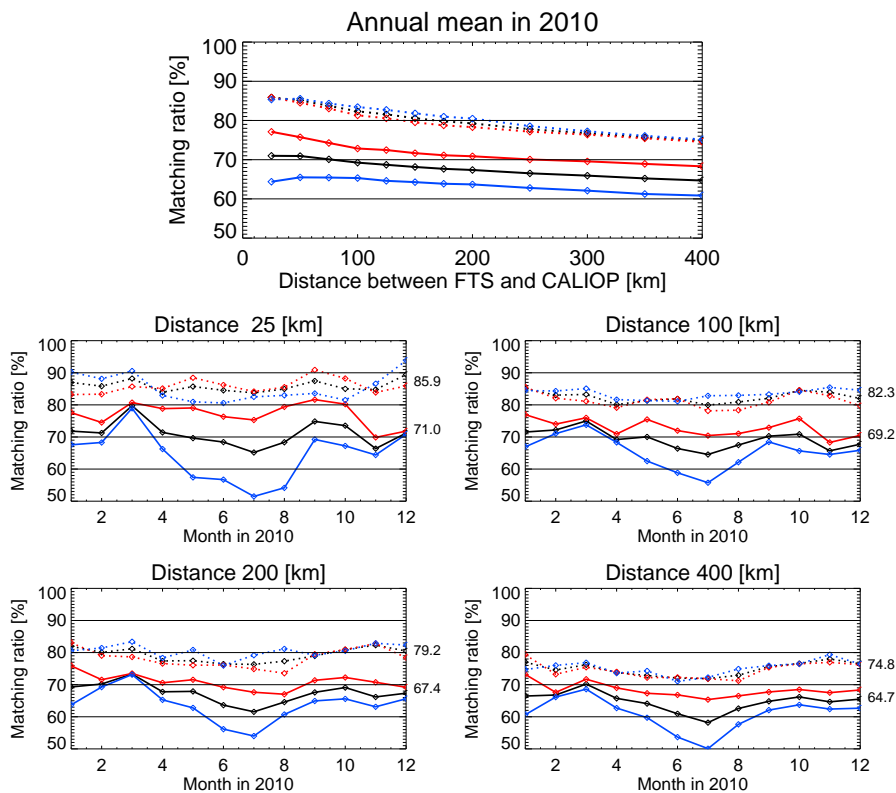 Annual mean in 2010
Matching ratio [%]
100
90
80
70
60
50
0 100 200 300 400
Distance between FTS and CALIOP [km]
Distance 25 [km]
Matching ratio [%]
100
90
80
70
60
50
85.9
71.0
2 4 6 8 10 12
Month in 2010
Distance 100 [km]
Matching ratio [%]
100
90
80
70
60
50
82.3
69.2
2 4 6 8 10 12
Month in 2010
Distance 200 [km]
Matching ratio [%]
100
90
80
70
60
50
79.2
67.4
2 4 6 8 10 12
Month in 2010
Distance 400 [km]
Matching ratio [%]
100
90
80
70
60
50
74.8
64.7
2 4 6 8 10 12
Month in 2010